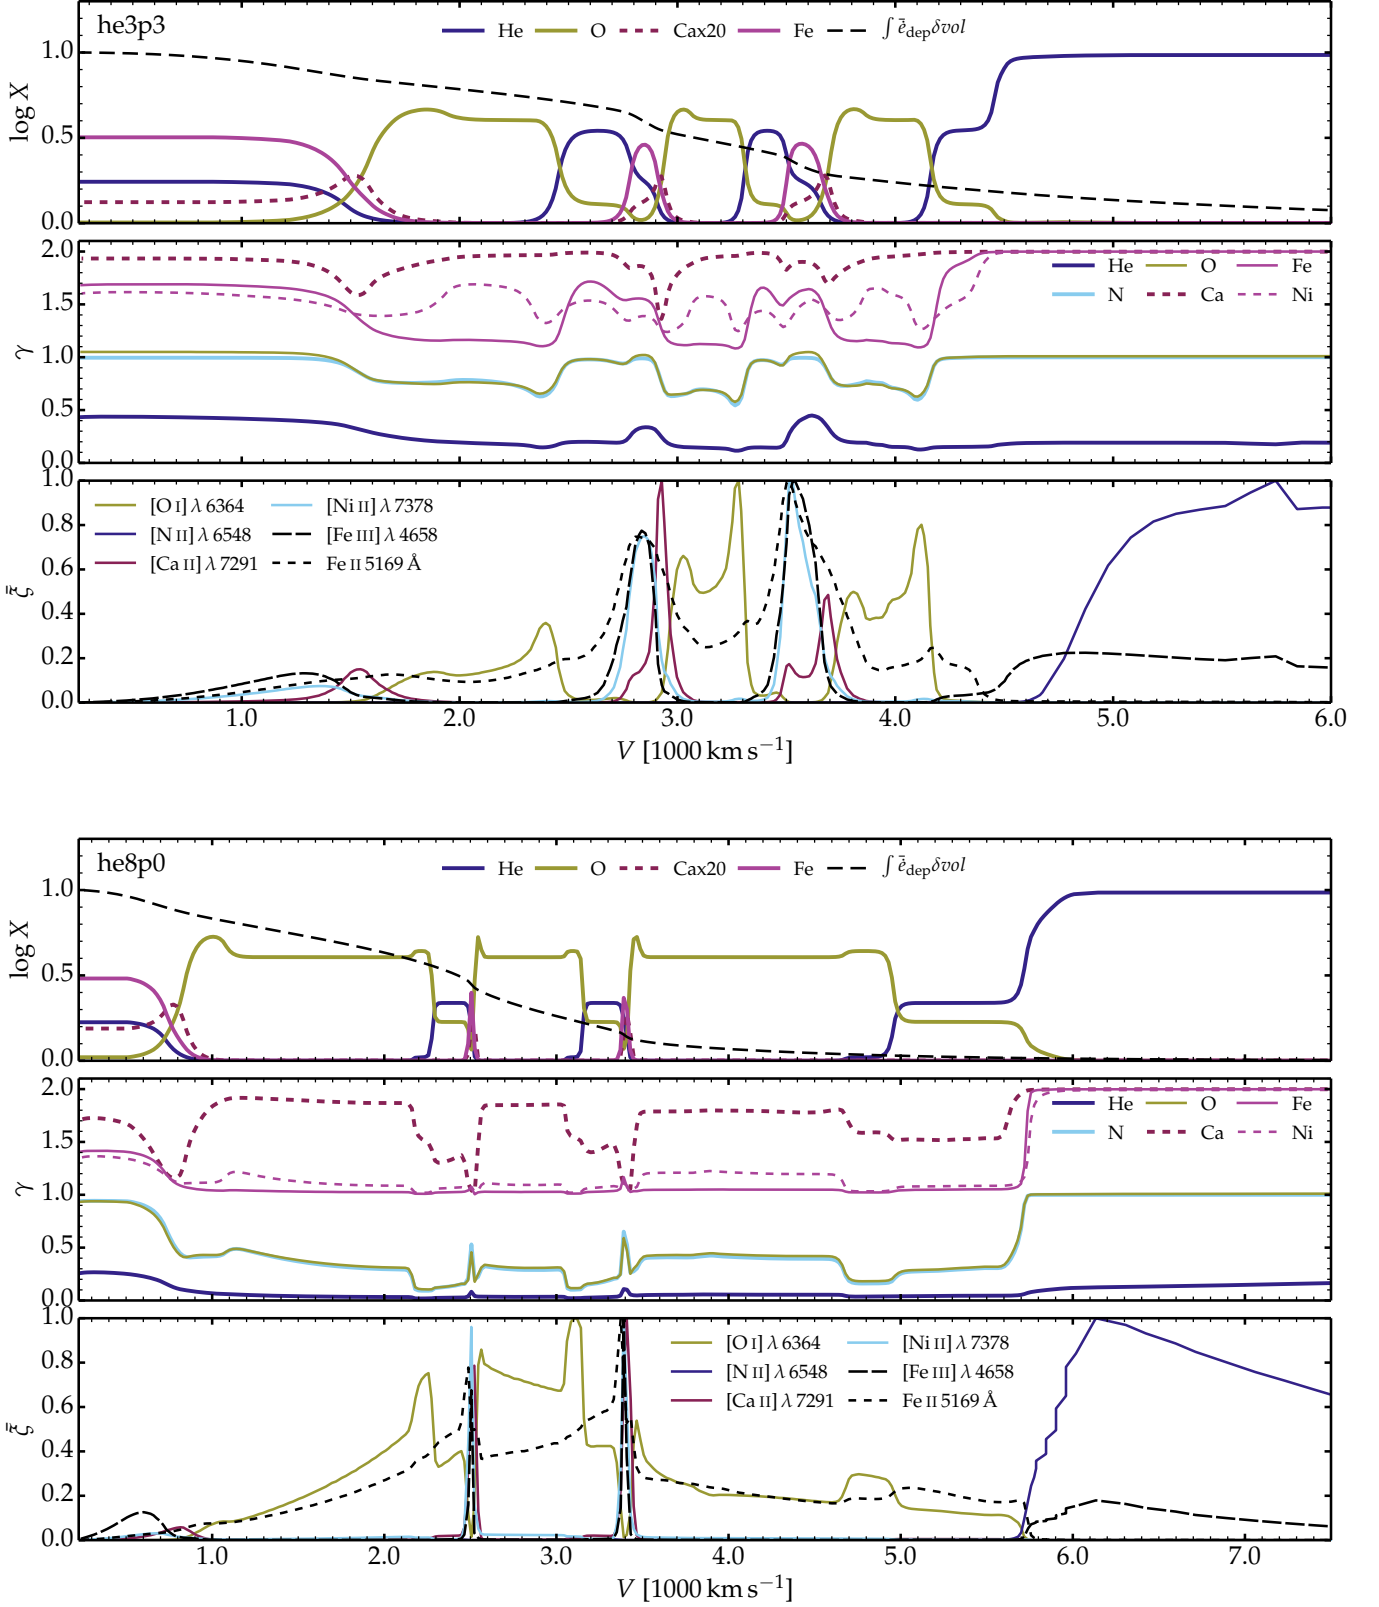 he3p3
He O Cax20 Fe ∫ ē_dep δvol
1.0
0.5
0.0
log X
2.0
1.5
1.0
0.5
0.0
γ
He O Fe
N Ca Ni
1.0
0.8
0.6
0.4
0.2
0.0
ξ̄
[O I] λ 6364 [Ni II] λ 7378
[N II] λ 6548 [Fe III] λ 4658
[Ca II] λ 7291 Fe II 5169 Å
1.0 2.0 3.0 4.0 5.0 6.0
V [1000 km s⁻¹]
he8p0
He O Cax20 Fe ∫ ē_dep δvol
1.0
0.5
0.0
log X
2.0
1.5
1.0
0.5
0.0
γ
He O Fe
N Ca Ni
1.0
0.8
0.6
0.4
0.2
0.0
ξ̄
[O I] λ 6364 [Ni II] λ 7378
[N II] λ 6548 [Fe III] λ 4658
[Ca II] λ 7291 Fe II 5169 Å
1.0 2.0 3.0 4.0 5.0 6.0 7.0
V [1000 km s⁻¹]